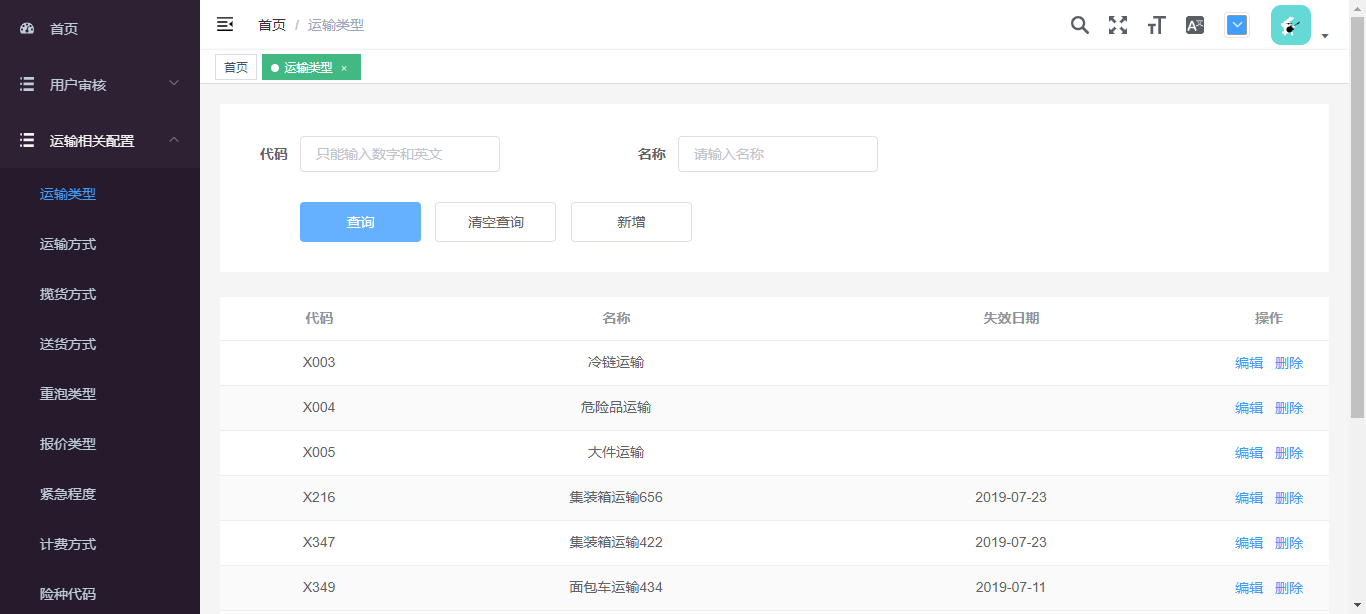 首页
用户审核
运输相关配置
运输类型
运输方式
揽货方式
送货方式
重泡类型
报价类型
紧急程度
计费方式
险种代码
首页 / 运输类型
首页 运输类型 ×
代码 只能输入数字和英文 名称 请输入名称
查询 清空查询 新增
代码 名称 失效日期 操作
X003 冷链运输 编辑 删除
X004 危险品运输 编辑 删除
X005 大件运输 编辑 删除
X216 集装箱运输656 2019-07-23 编辑 删除
X347 集装箱运输422 2019-07-23 编辑 删除
X349 面包车运输434 2019-07-11 编辑 删除